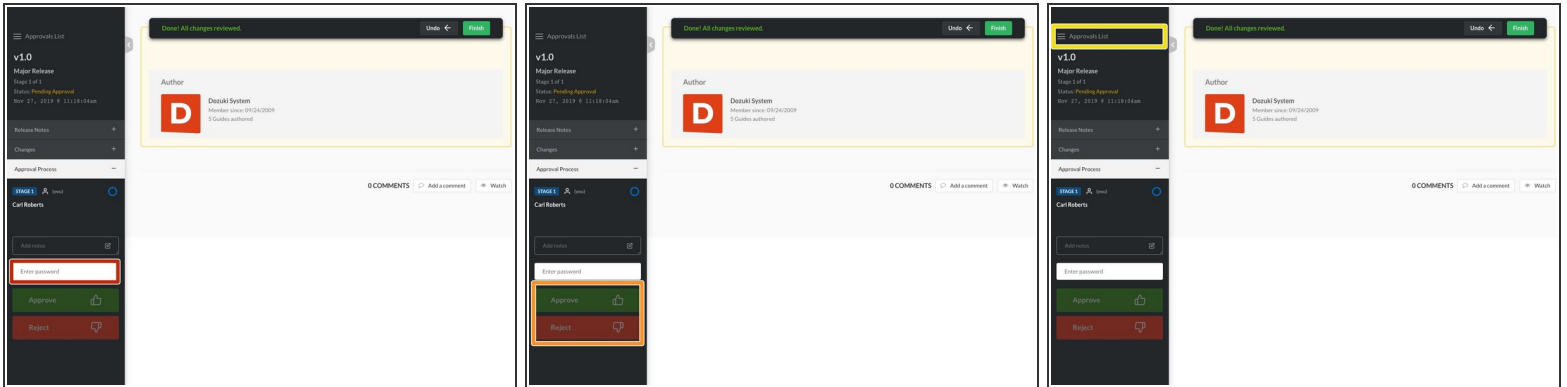 Approvals List
v1.0
Major Release
Stage 1 of 1
Status: Pending Approval
Nov 27, 2019 @ 11:18:04am
Release Notes
Changes
Approval Process
STAGE 1 (you)
Carl Roberts
Add notes
Enter password
Approve
Reject
Done! All changes reviewed.
Undo
Finish
Author
D
Dozuki System
Member since: 09/24/2009
5 Guides authored
0 COMMENTS Add a comment Watch
Approvals List
v1.0
Major Release
Stage 1 of 1
Status: Pending Approval
Nov 27, 2019 @ 11:18:04am
Release Notes
Changes
Approval Process
STAGE 1 (you)
Carl Roberts
Add notes
Enter password
Approve
Reject
Done! All changes reviewed.
Undo
Finish
Author
D
Dozuki System
Member since: 09/24/2009
5 Guides authored
0 COMMENTS Add a comment Watch
Approvals List
v1.0
Major Release
Stage 1 of 1
Status: Pending Approval
Nov 27, 2019 @ 11:18:04am
Release Notes
Changes
Approval Process
STAGE 1 (you)
Carl Roberts
Add notes
Enter password
Approve
Reject
Done! All changes reviewed.
Undo
Finish
Author
D
Dozuki System
Member since: 09/24/2009
5 Guides authored
0 COMMENTS Add a comment Watch